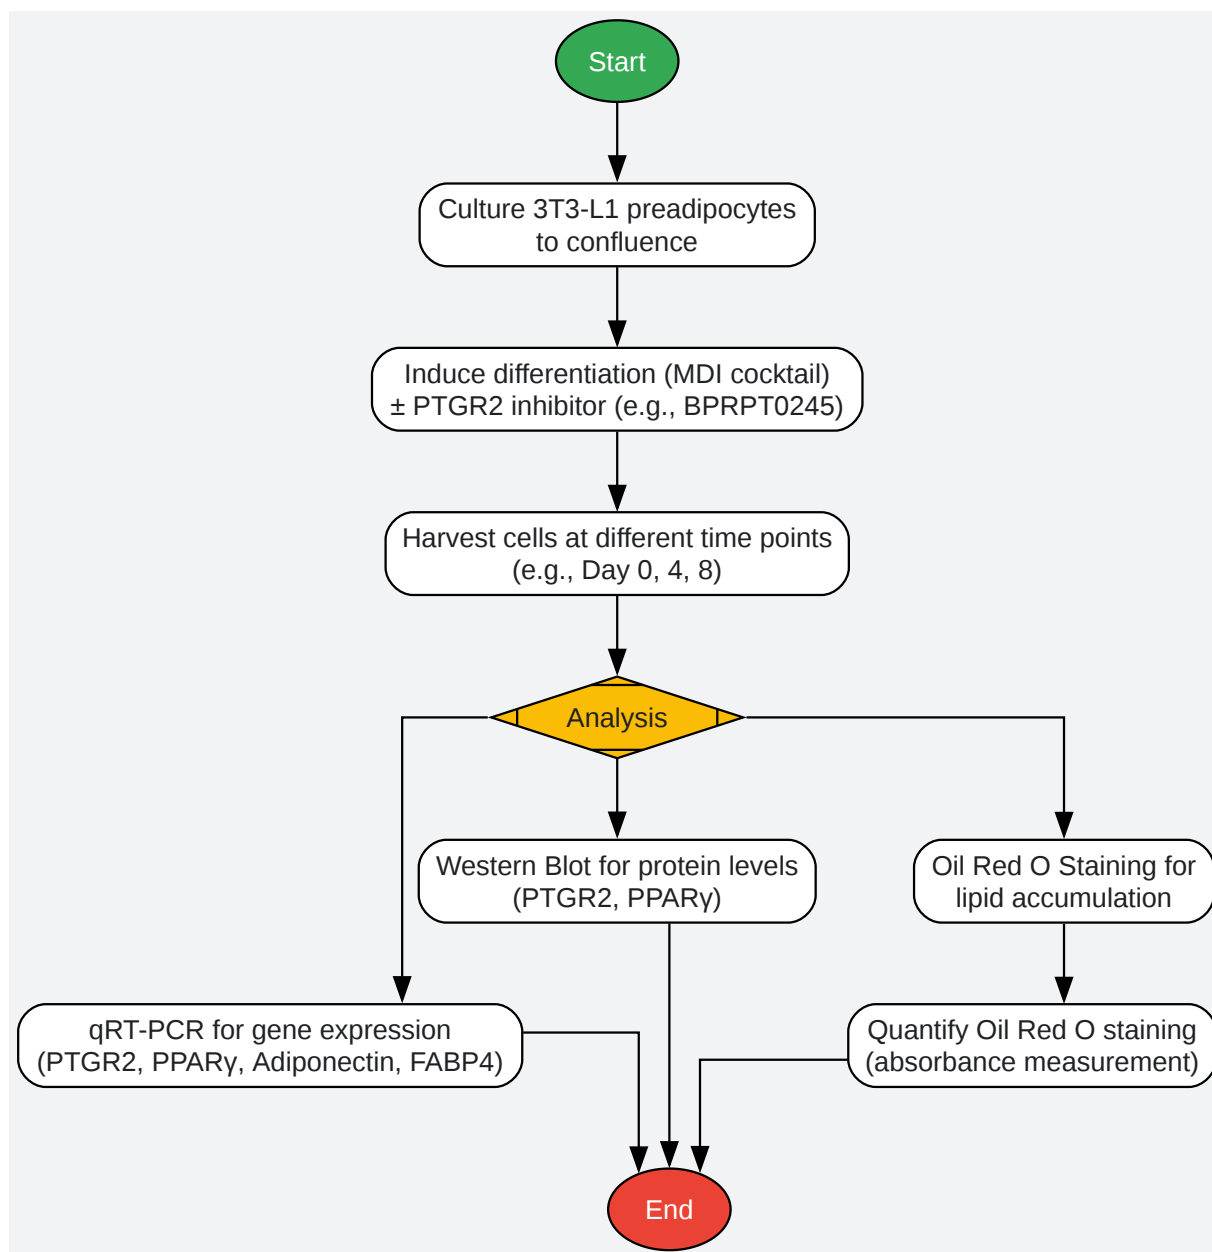 Start
Culture 3T3-L1 preadipocytes
to confluence
Induce differentiation (MDI cocktail)
± PTGR2 inhibitor (e.g., BPRPT0245)
Harvest cells at different time points
(e.g., Day 0, 4, 8)
Analysis
Western Blot for protein levels
(PTGR2, PPARγ)
Oil Red O Staining for
lipid accumulation
qRT-PCR for gene expression
(PTGR2, PPARγ, Adiponectin, FABP4)
Quantify Oil Red O staining
(absorbance measurement)
End